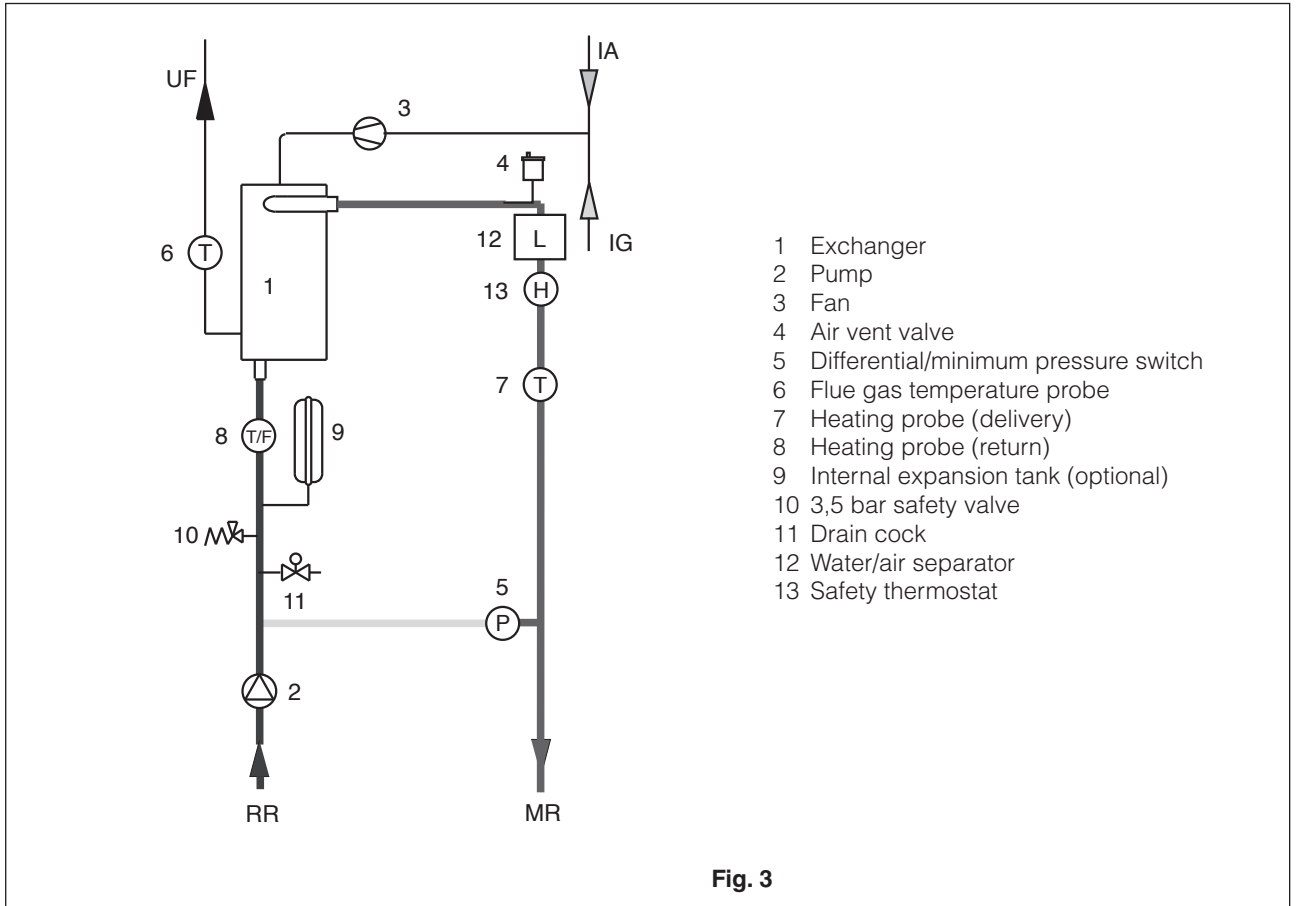 UF
IA
3
4
12 L
IG
6 T
1
13 H
7 T
8 T/F
9
10
11
5
P
2
RR
MR
1 Exchanger
2 Pump
3 Fan
4 Air vent valve
5 Differential/minimum pressure switch
6 Flue gas temperature probe
7 Heating probe (delivery)
8 Heating probe (return)
9 Internal expansion tank (optional)
10 3,5 bar safety valve
11 Drain cock
12 Water/air separator
13 Safety thermostat
Fig. 3